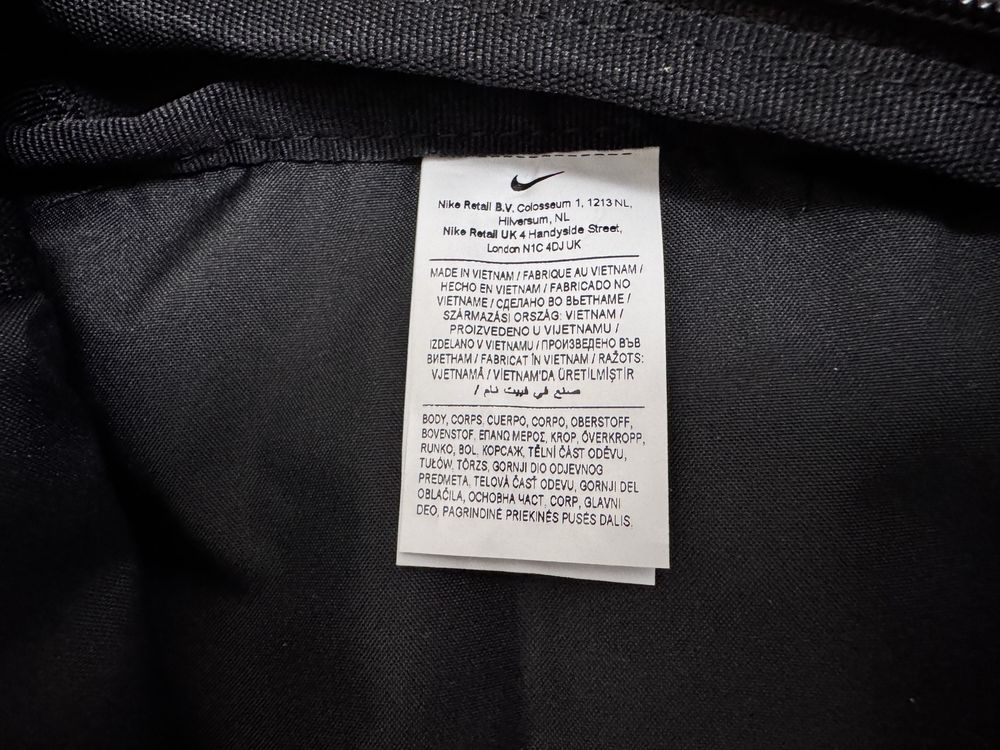 Nike Retail B.V. Colosseum 1, 1213 NL,
Hilversum, NL
Nike Retail UK 4 Handyside Street,
London N1C 4DJ UK
MADE IN VIETNAM / FABRIQUE AU VIETNAM /
HECHO EN VIETNAM / FABRICADO NO
VIETNAME / СДЕЛАНО ВО ВЬЕТНАМЕ /
SZÁRMAZÁSI ORSZÁG: VIETNAM /
PROIZVEDENO U VIJETNAMU /
IZDELANO V VIETNAMU / ПРОИЗВЕДЕНО ВЪВ
ВИЕТНАМ / FABRICAT ÎN VIETNAM / RAŽOTS:
VJETNAMĀ / VIETNAM'DA ÜRETİLMİŞTİR
/ صنع في فييت نام
BODY, CORPS, CUERPO, CORPO, OBERSTOFF,
BOVENSTOF, ΕΠΑΝΩ ΜΕΡΟΣ, KROP, ÖVERKROPP,
RUNKO, BOL, КОРСАЖ, TĚLNÍ ČÁST ODĚVU,
TUŁÓW, TÖRZS, GORNJI DIO ODJEVNOG
PREDMETA, TELOVÁ ČASŤ ODEVU, GORNJI DEL
OBLAČILA, ОСНОВНА ЧАСТ, CORP, GLAVNI
DEO, PAGRINDINĖ PRIEKINĖS PUSĖS DALIS,